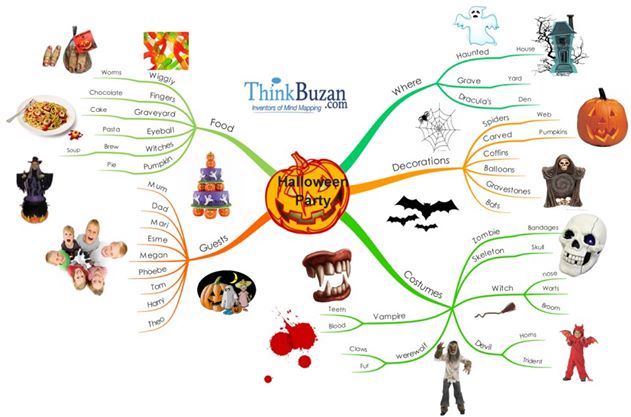 ThinkBuzan
.com
Inventors of Mind Mapping
Halloween
Party
Where
Haunted
House
Grave
Yard
Dracula's
Den
Decorations
Spiders
Web
Carved
Pumpkins
Coffins
Balloons
Gravestones
Bats
Costumes
Zombie
Bandages
Skeleton
Skull
Witch
nose
Warts
Broom
Devil
Horns
Trident
werewolf
Claws
Fur
Vampire
Teeth
Blood
Guests
Mum
Dad
Mari
Esme
Megan
Phoebe
Tom
Harry
Theo
Food
Wiggly
Worms
Fingers
Chocolate
Graveyard
Cake
Eyeball
Pasta
Witches
Brew
Soup
Pumpkin
Pie